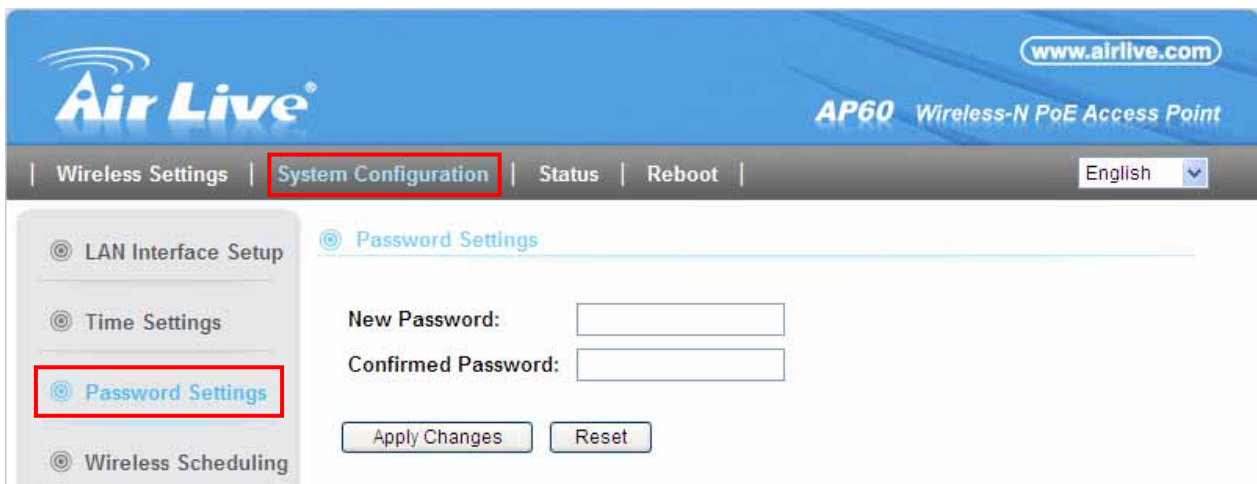 www.airlive.com
Air Live®
AP60 Wireless-N PoE Access Point
| Wireless Settings | System Configuration | Status | Reboot |
English
LAN Interface Setup
Time Settings
Password Settings
Wireless Scheduling
Password Settings
New Password:
Confirmed Password:
Apply Changes Reset